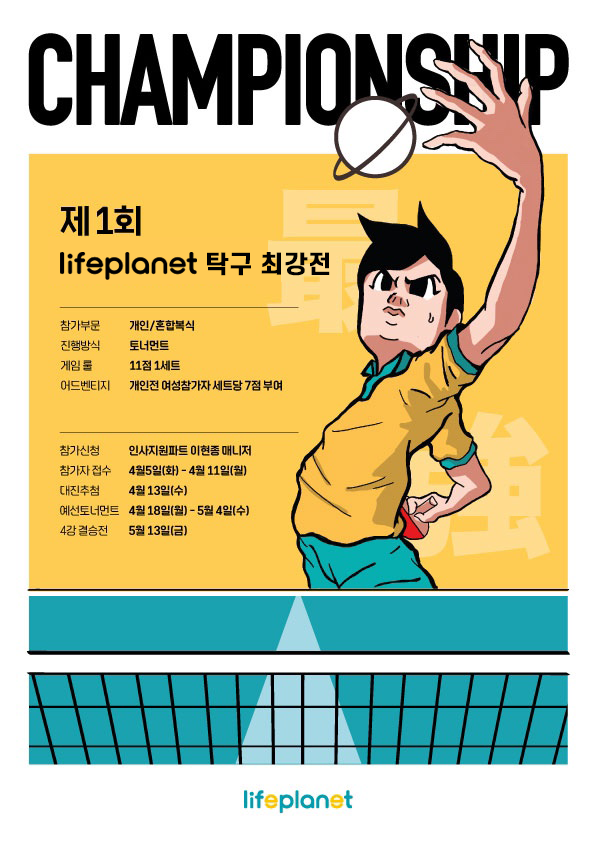 CHAMPIONSHIP
제 1회
lifeplanet 탁구 최강전
最
强
참가부문 개인/혼합복식
진행방식 토너먼트
게임 룰 11점 1세트
어드벤티지 개인전 여성참가자 세트당 7점 부여
참가신청 인사지원파트 이현종 매니저
참가자 접수 4월5일(화) - 4월 11일(월)
대진추첨 4월 13일(수)
예선토너먼트 4월 18일(월) - 5월 4일(수)
4강 결승전 5월 13일(금)
lifeplanet